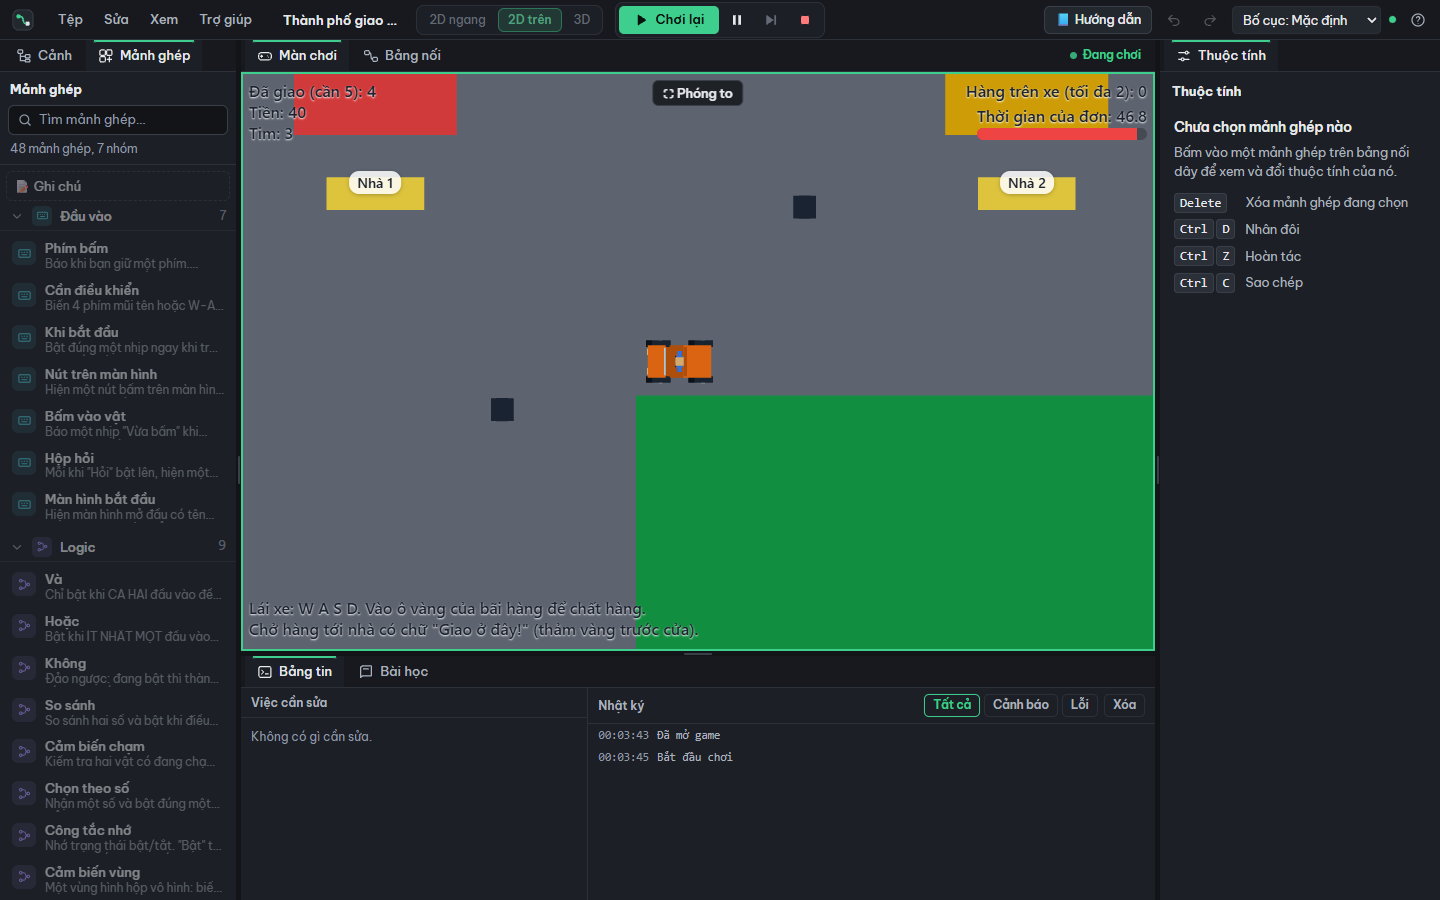 Tệp
Sửa
Xem
Trợ giúp
Thành phố giao ...
2D ngang
2D trên
3D
Chơi lại
Hướng dẫn
Bố cục: Mặc định
Cảnh
Mảnh ghép
Màn chơi
Bảng nối
Đang chơi
Thuộc tính
Mảnh ghép
Tìm mảnh ghép...
48 mảnh ghép, 7 nhóm
Ghi chú
Đầu vào
7
Phím bấm
Báo khi bạn giữ một phím....
Cần điều khiển
Biến 4 phím mũi tên hoặc W-A...
Khi bắt đầu
Bật đúng một nhịp ngay khi tr...
Nút trên màn hình
Hiện một nút bấm trên màn hìn...
Bấm vào vật
Báo một nhịp "Vừa bấm" khi...
Hộp hỏi
Mỗi khi "Hỏi" bật lên, hiện một...
Màn hình bắt đầu
Hiện màn hình mở đầu có tên...
Logic
9
Và
Chỉ bật khi CẢ HAI đầu vào đề...
Hoặc
Bật khi ÍT NHẤT MỘT đầu vào...
Không
Đảo ngược: đang bật thì thàn...
So sánh
So sánh hai số và bật khi điều...
Cảm biến chạm
Kiểm tra hai vật có đang chạ...
Chọn theo số
Nhận một số và bật đúng một...
Công tắc nhớ
Nhớ trạng thái bật/tắt. "Bật" t...
Cảm biến vùng
Một vùng hình hộp vô hình: biế...
Đã giao (cần 5): 4
Tiền: 40
Tim: 3
Phóng to
Hàng trên xe (tối đa 2): 0
Thời gian của đơn: 46.8
Nhà 1
Nhà 2
Lái xe: W A S D. Vào ô vàng của bãi hàng để chất hàng.
Chở hàng tới nhà có chữ "Giao ở đây!" (thảm vàng trước cửa).
Bảng tin
Bài học
Việc cần sửa
Không có gì cần sửa.
Nhật ký
Tất cả
Cảnh báo
Lỗi
Xóa
00:03:43 Đã mở game
00:03:45 Bắt đầu chơi
Thuộc tính
Chưa chọn mảnh ghép nào
Bấm vào một mảnh ghép trên bảng nối
dây để xem và đổi thuộc tính của nó.
Delete Xóa mảnh ghép đang chọn
Ctrl D Nhân đôi
Ctrl Z Hoàn tác
Ctrl C Sao chép